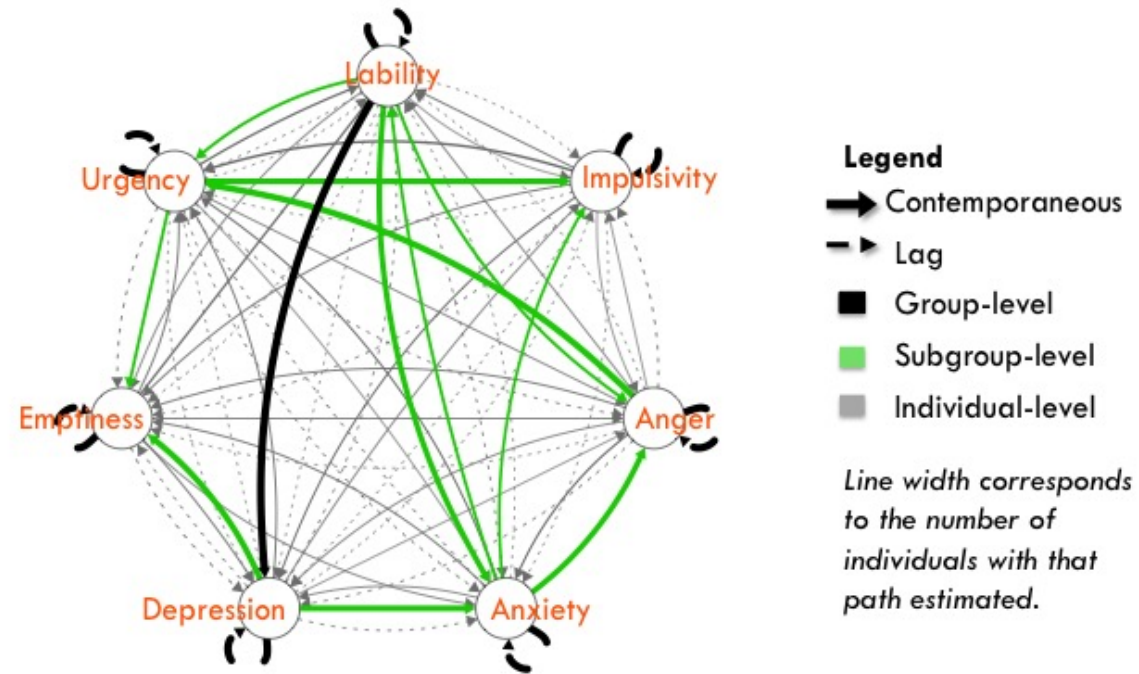 Lability
Urgency
Impulsivity
Emptiness
Anger
Depression
Anxiety
Legend
Contemporaneous
Lag
Group-level
Subgroup-level
Individual-level
Line width corresponds
to the number of
individuals with that
path estimated.